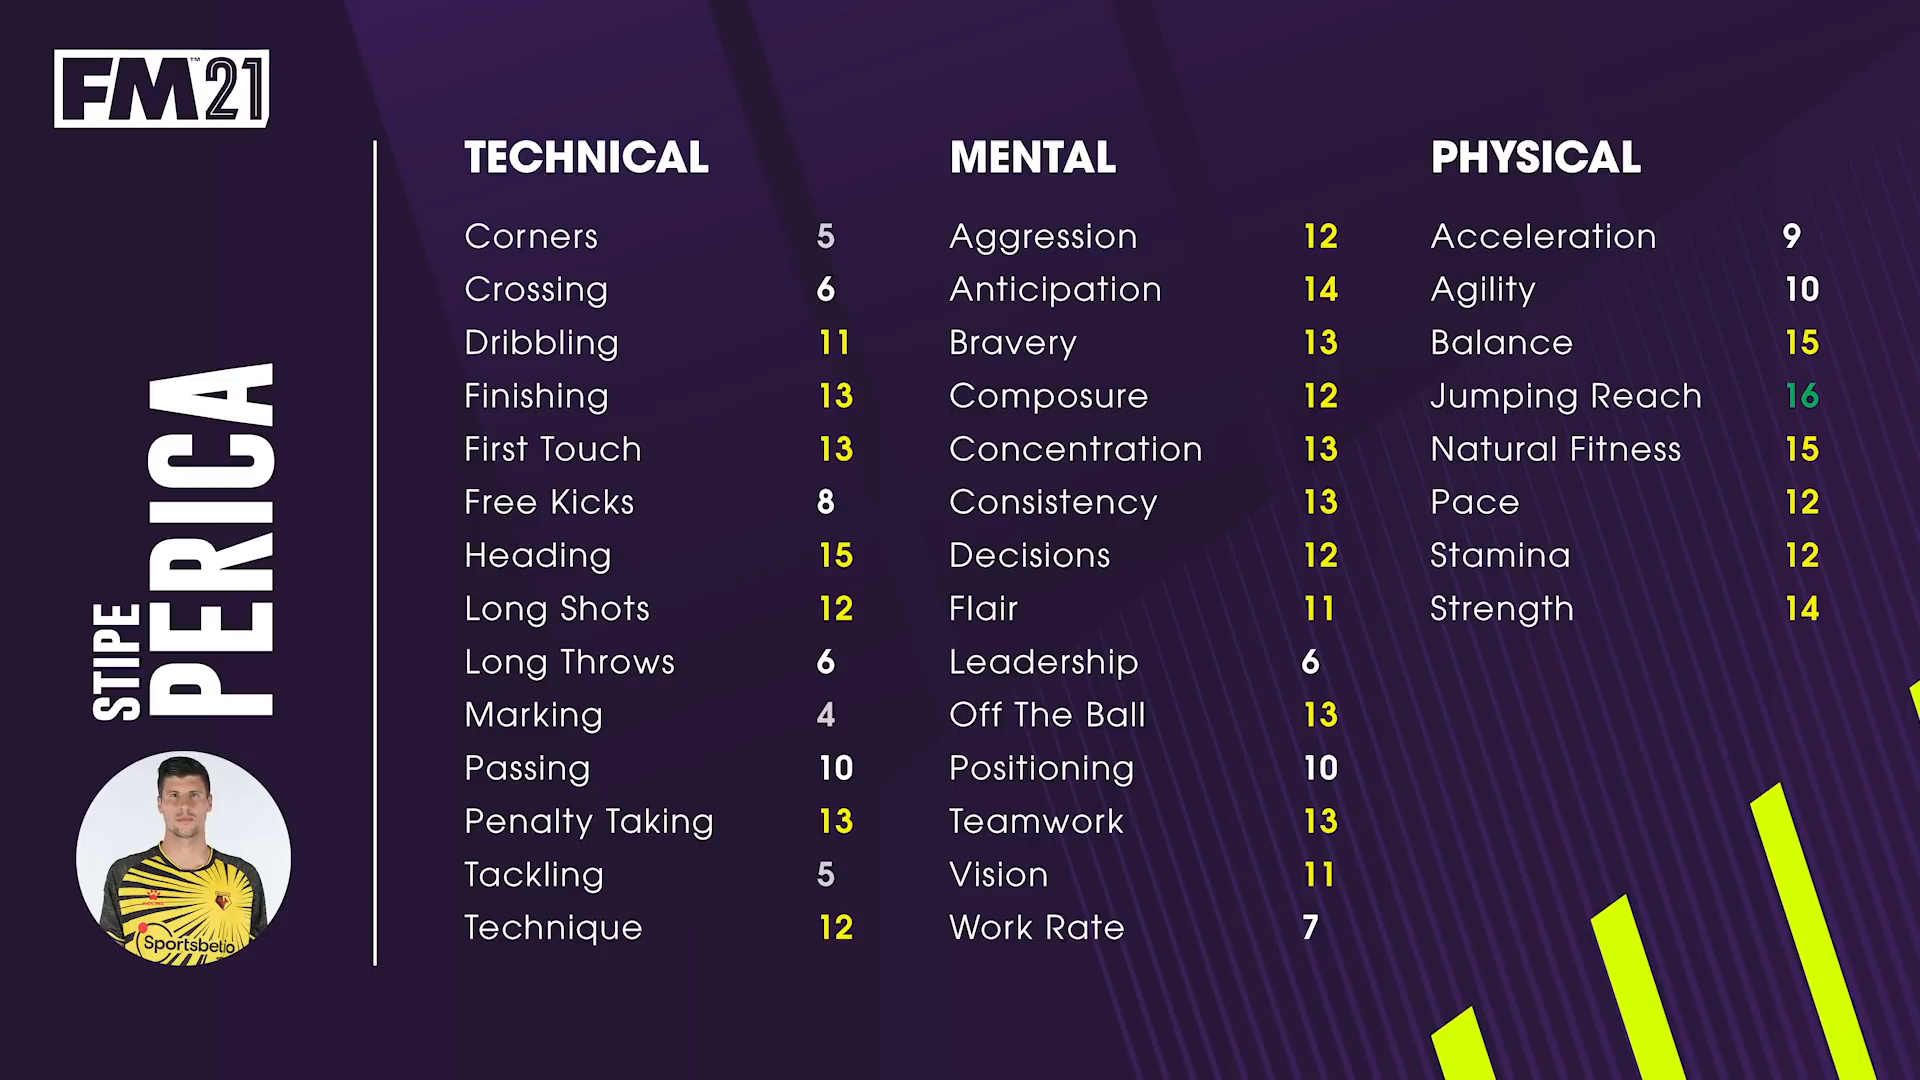 FM™21
STIPE
PERICA
Sportsbet.io
TECHNICAL
Corners 5
Crossing 6
Dribbling 11
Finishing 13
First Touch 13
Free Kicks 8
Heading 15
Long Shots 12
Long Throws 6
Marking 4
Passing 10
Penalty Taking 13
Tackling 5
Technique 12
MENTAL
Aggression 12
Anticipation 14
Bravery 13
Composure 12
Concentration 13
Consistency 13
Decisions 12
Flair 11
Leadership 6
Off The Ball 13
Positioning 10
Teamwork 13
Vision 11
Work Rate 7
PHYSICAL
Acceleration 9
Agility 10
Balance 15
Jumping Reach 16
Natural Fitness 15
Pace 12
Stamina 12
Strength 14